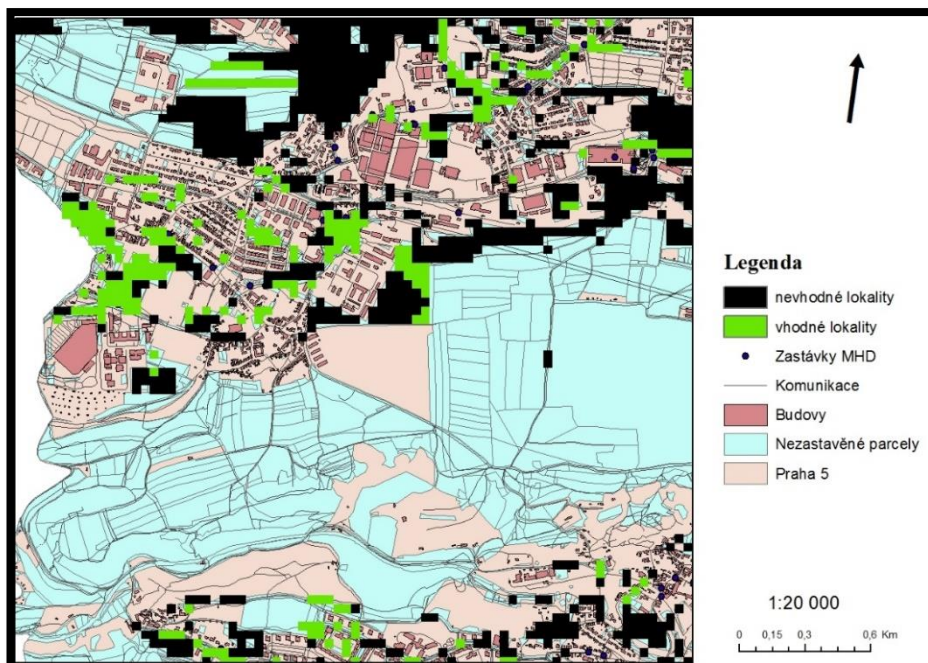 Legenda
nevhodné lokality
vhodné lokality
Zastávky MHD
Komunikace
Budovy
Nezastavěné parcely
Praha 5
1:20 000
0 0,15 0,3 0,6 Km